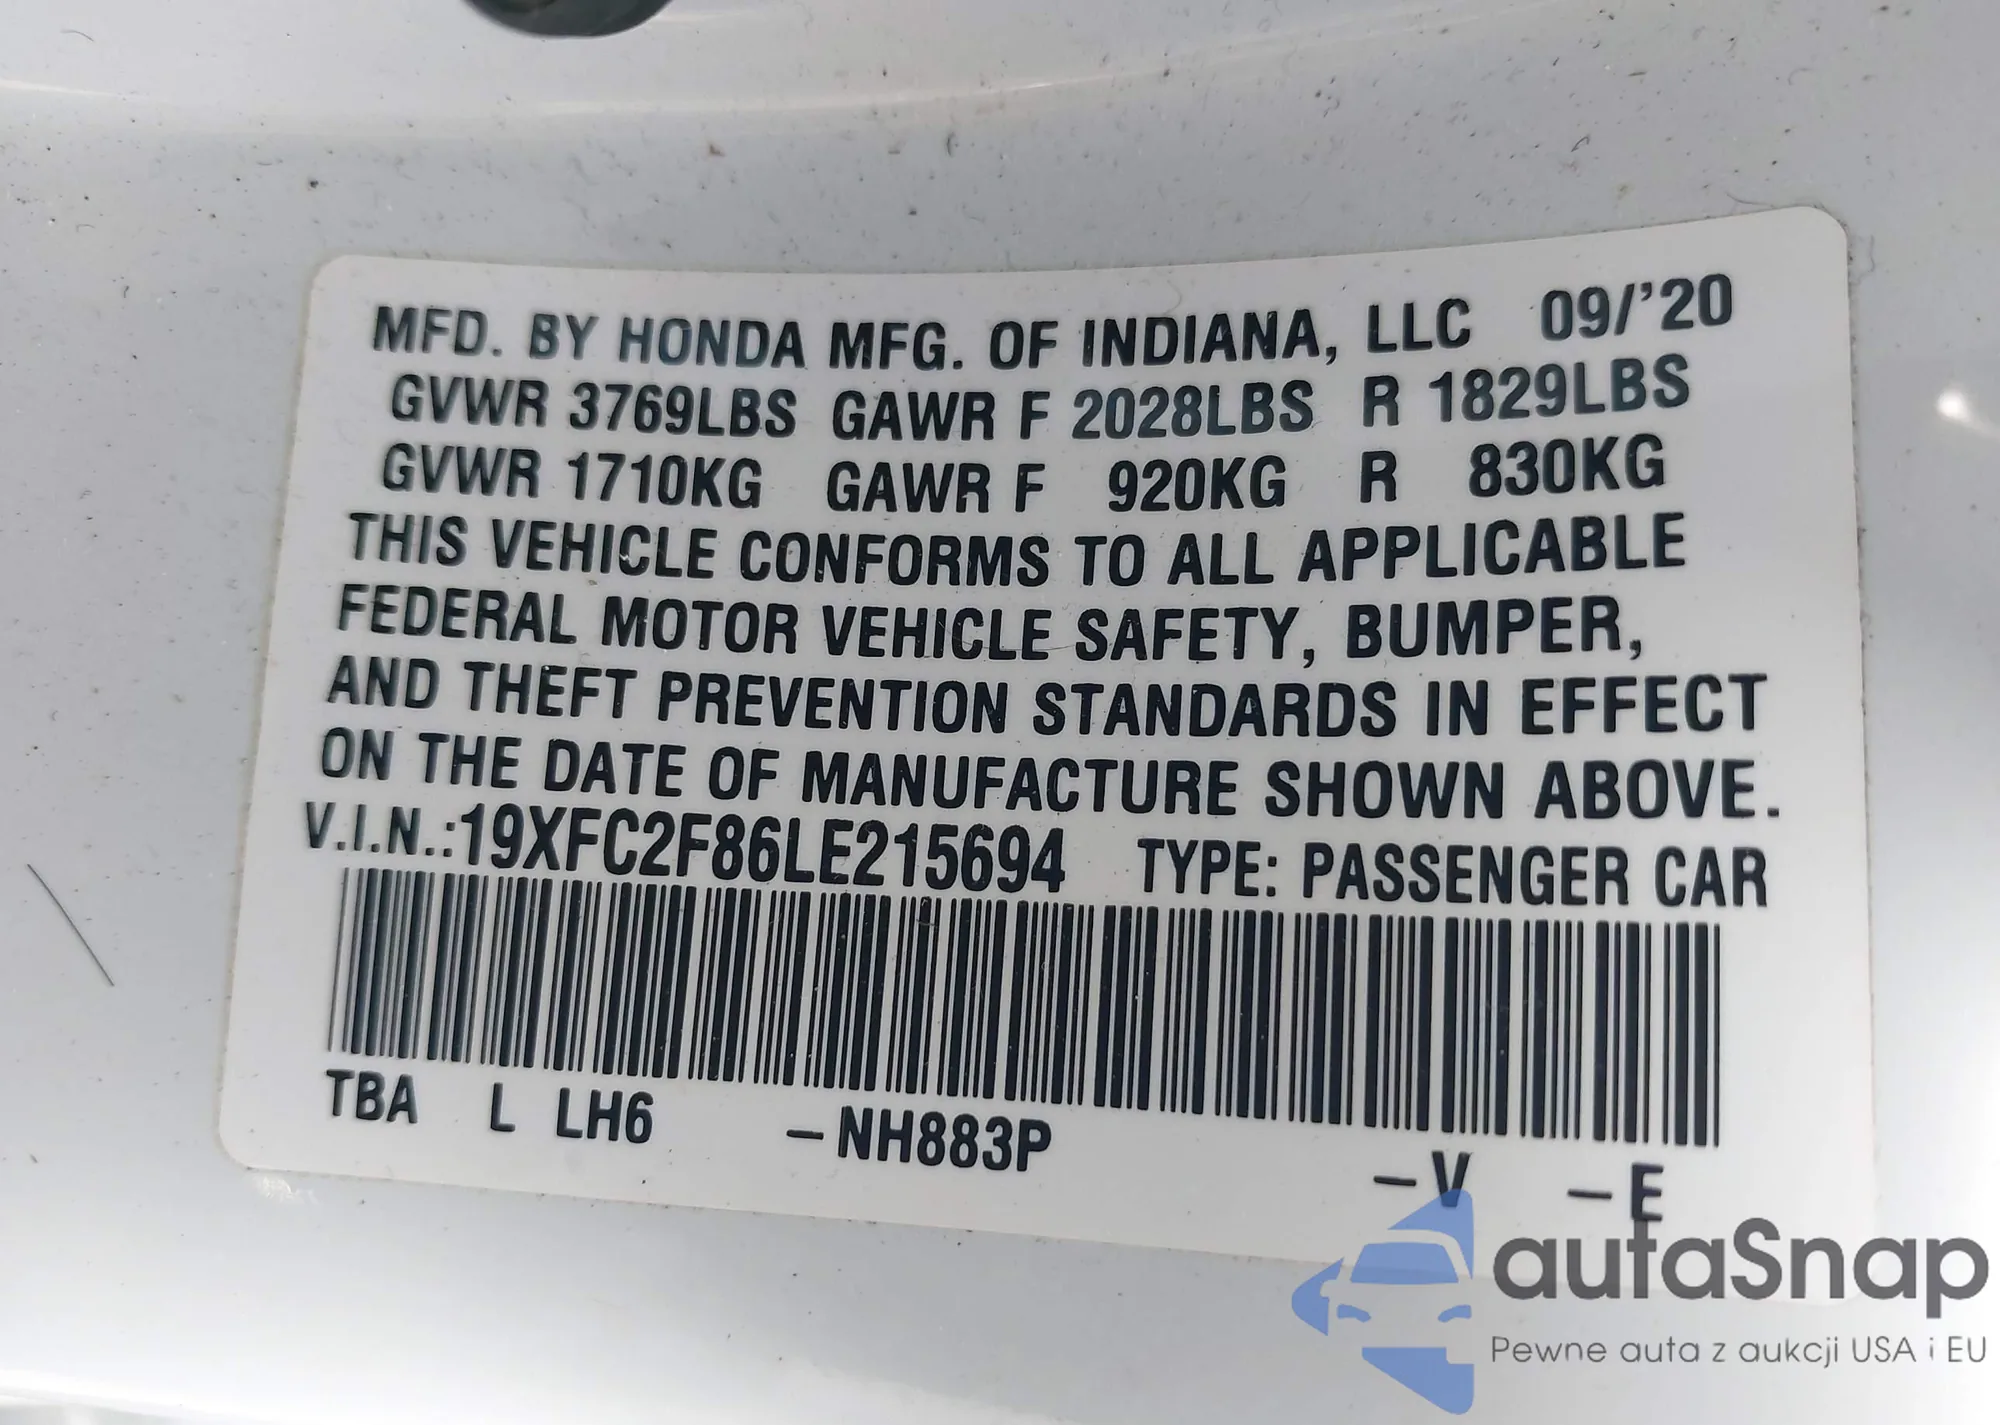 MFD. BY HONDA MFG. OF INDIANA, LLC 09/'20
GVWR 3769LBS GAWR F 2028LBS R 1829LBS
GVWR 1710KG GAWR F 920KG R 830KG
THIS VEHICLE CONFORMS TO ALL APPLICABLE
FEDERAL MOTOR VEHICLE SAFETY, BUMPER,
AND THEFT PREVENTION STANDARDS IN EFFECT
ON THE DATE OF MANUFACTURE SHOWN ABOVE.
V.I.N.:19XFC2F86LE215694 TYPE: PASSENGER CAR
TBA L LH6 –NH883P –V –E
autaSnap
Pewne auta z aukcji USA i EU